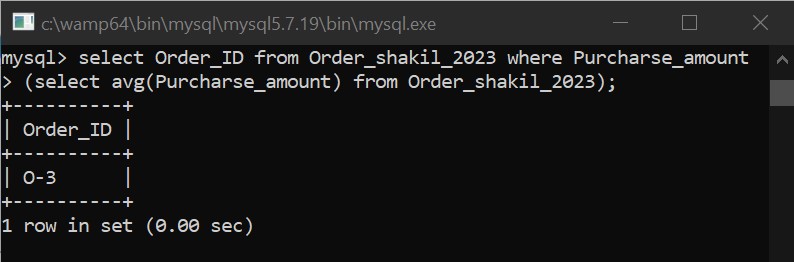 c:\wamp64\bin\mysql\mysql5.7.19\bin\mysql.exe
mysql> select Order_ID from Order_shakil_2023 where Purcharse_amount
> (select avg(Purcharse_amount) from Order_shakil_2023);
+----------+
| Order_ID |
+----------+
| O-3      |
+----------+
1 row in set (0.00 sec)